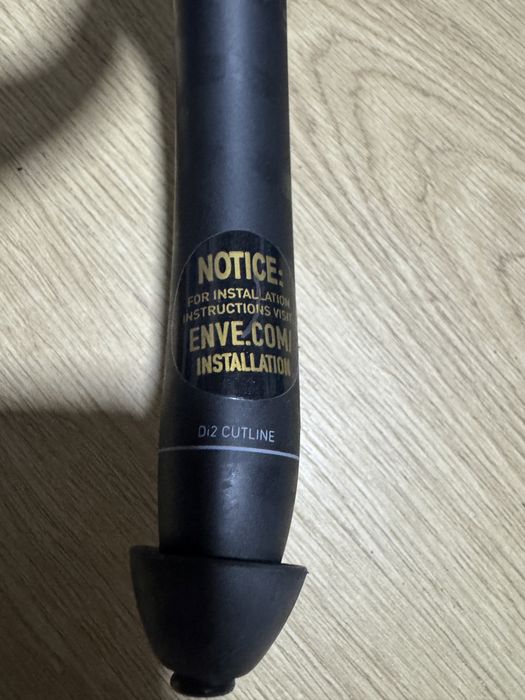 NOTICE:
FOR INSTALLATION
INSTRUCTIONS VISIT
ENVE.COM/
INSTALLATION
Di2 CUTLINE